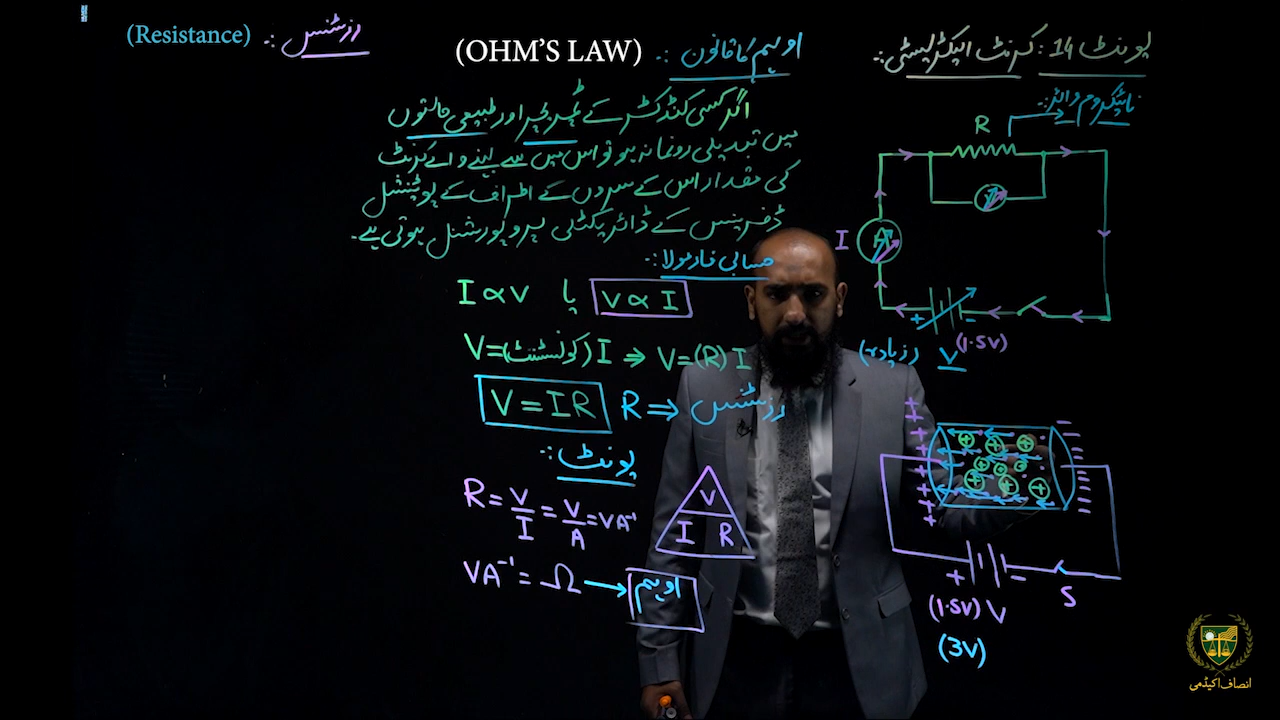 یونٹ 14: کرنٹ الیکٹریسٹی :.
اوہم کا قانون :. (OHM'S LAW)
اگر کسی کنڈکٹر کے ٹمپریچر اور طبیعی حالتوں
میں تبدیلی رونما نہ ہو تو اس میں سے بہنے والے کرنٹ
کی مقدار اس کے سروں کے اطراف کے پوٹینشل
ڈفرینس کے ڈائریکٹلی پروپورشنل ہوتی ہے۔
حسابی فارمولا :.
I ∝ V یا V ∝ I
V=(کونسٹنٹ) I ⇒ V=(R) I
V = IR R ⇒ رزسٹنس
یونٹ :.
R = V/I = V/A = VA⁻¹
V
I R
VA⁻¹ = Ω → اوہم
رزسٹنس :. (Resistance)
نائیکروم وائر :.
R
V
I A
+ -
(زیادہ) V (1.5V)
+ + + + + + +
- - - - - - - -
+ -
(1.5V) V S
(3V)
انصاف اکیڈمی